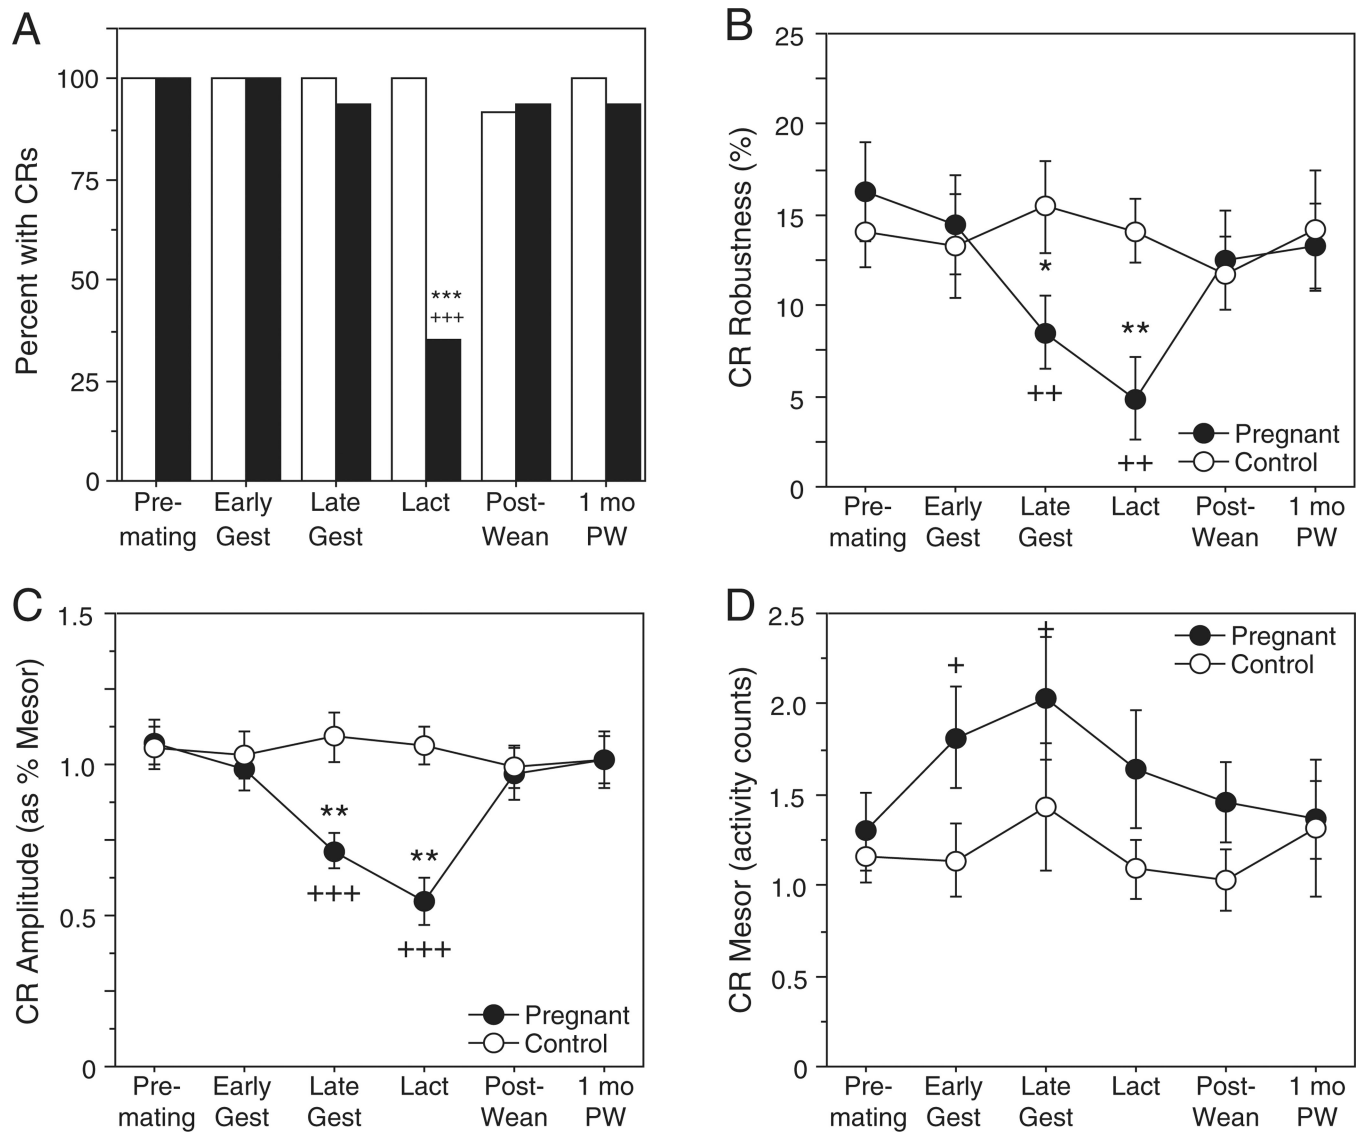 A
Percent with CRs
100
75
50
25
0
***
+++
Pre-
mating
Early
Gest
Late
Gest
Lact
Post-
Wean
1 mo
PW
B
CR Robustness (%)
25
20
15
10
5
0
*
++
**
++
Pregnant
Control
Pre-
mating
Early
Gest
Late
Gest
Lact
Post-
Wean
1 mo
PW
C
CR Amplitude (as % Mesor)
1.5
1.0
0.5
0
**
+++
**
+++
Pregnant
Control
Pre-
mating
Early
Gest
Late
Gest
Lact
Post-
Wean
1 mo
PW
D
CR Mesor (activity counts)
2.5
2.0
1.5
1.0
0.5
0
+
+
Pregnant
Control
Pre-
mating
Early
Gest
Late
Gest
Lact
Post-
Wean
1 mo
PW